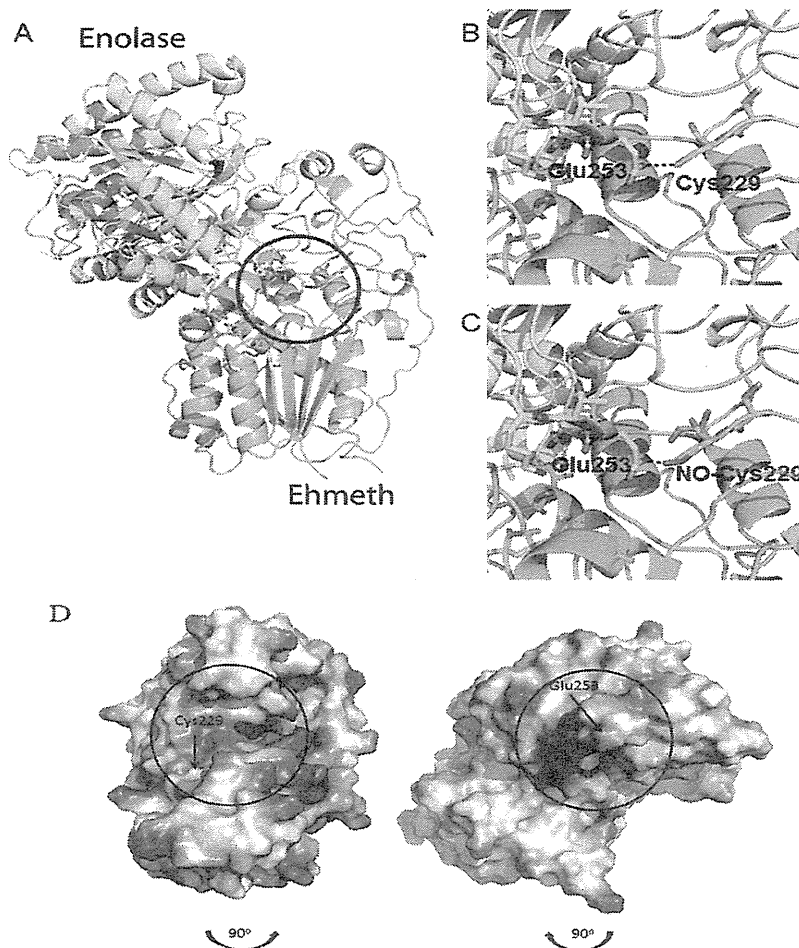 A
Enolase
Ehmeth
B
Glu253
Cys229
C
Glu253
NO-Cys229
D
Cys229
Glu253
90°
90°